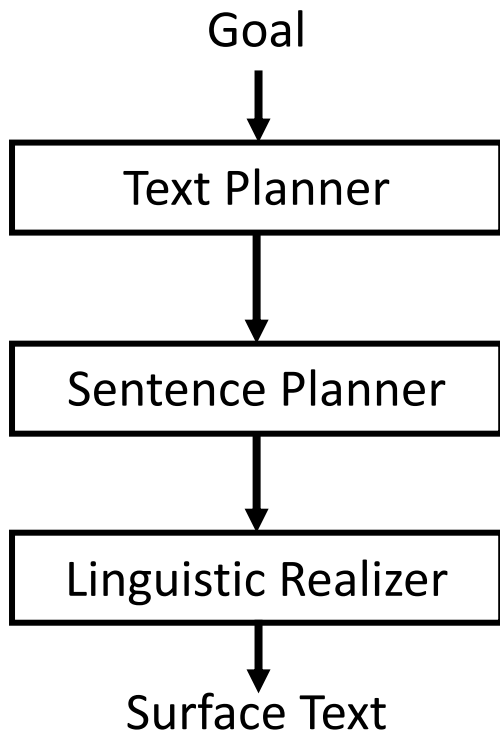 Goal
Text Planner
Sentence Planner
Linguistic Realizer
Surface Text